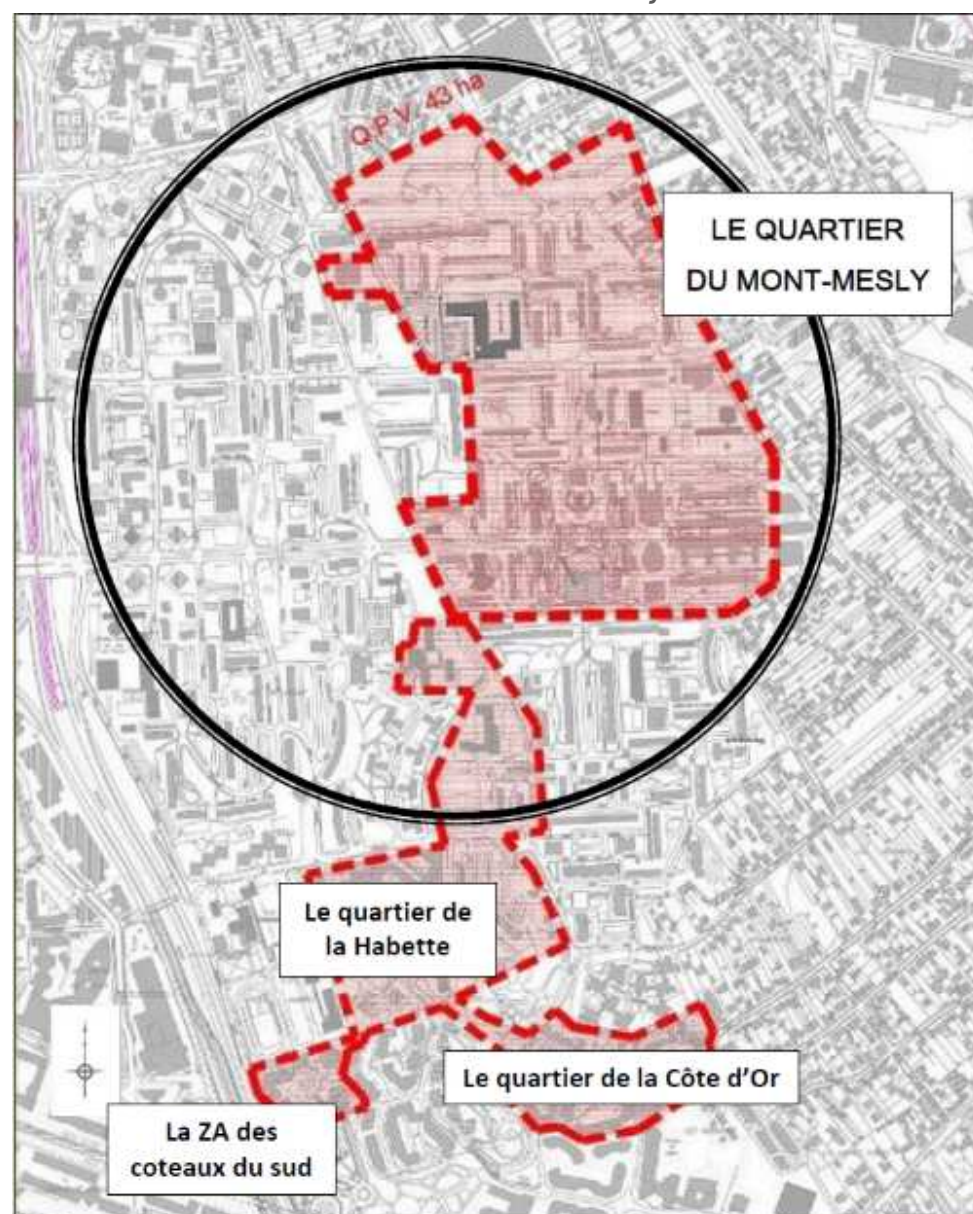 Q.P.V. 43 ha
LE QUARTIER
DU MONT-MESLY
Le quartier de
la Habette
Le quartier de la Côte d'Or
La ZA des
coteaux du sud